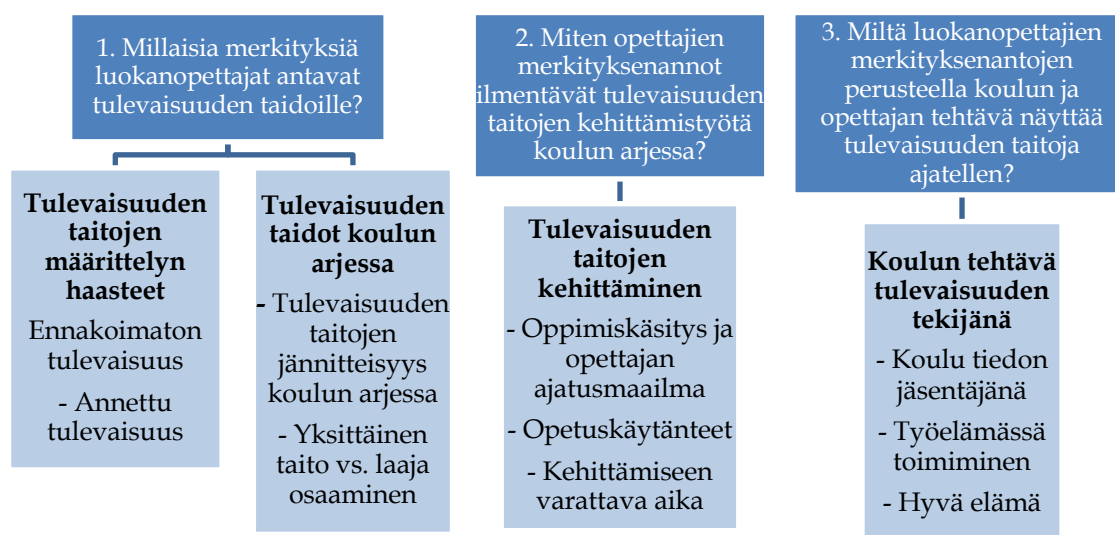 1. Millaisia merkityksiä
luokanopettajat antavat
tulevaisuuden taidoille?
Tulevaisuuden
taitojen
määrittelyn
haasteet
Ennakoimaton
tulevaisuus
- Annettu
tulevaisuus
Tulevaisuuden
taidot koulun
arjessa
- Tulevaisuuden
taitojen
jännitteisyys
koulun arjessa
- Yksittäinen
taito vs. laaja
osaaminen
2. Miten opettajien
merkityksenannot
ilmentävät tulevaisuuden
taitojen kehittämistyötä
koulun arjessa?
Tulevaisuuden
taitojen
kehittäminen
- Oppimiskäsitys ja
opettajan
ajatusmaailma
- Opetuskäytänteet
- Kehittämiseen
varattava aika
3. Miltä luokanopettajien
merkityksenantojen
perusteella koulun ja
opettajan tehtävä näyttää
tulevaisuuden taitoja
ajatellen?
Koulun tehtävä
tulevaisuuden
tekijänä
- Koulu tiedon
jäsentäjänä
- Työelämässä
toimiminen
- Hyvä elämä